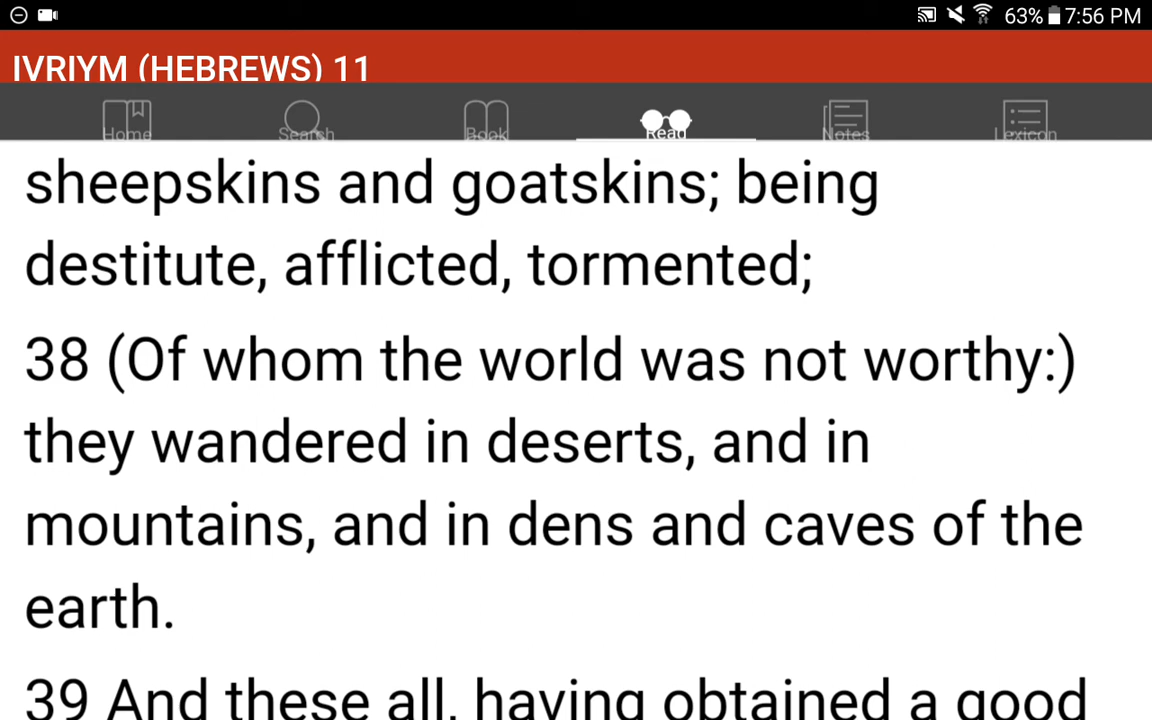 63% 7:56 PM
IVRIYM (HEBREWS) 11
Home Search Book Read Notes Lexicon
sheepskins and goatskins; being
destitute, afflicted, tormented;
38 (Of whom the world was not worthy:)
they wandered in deserts, and in
mountains, and in dens and caves of the
earth.
39 And these all, having obtained a good